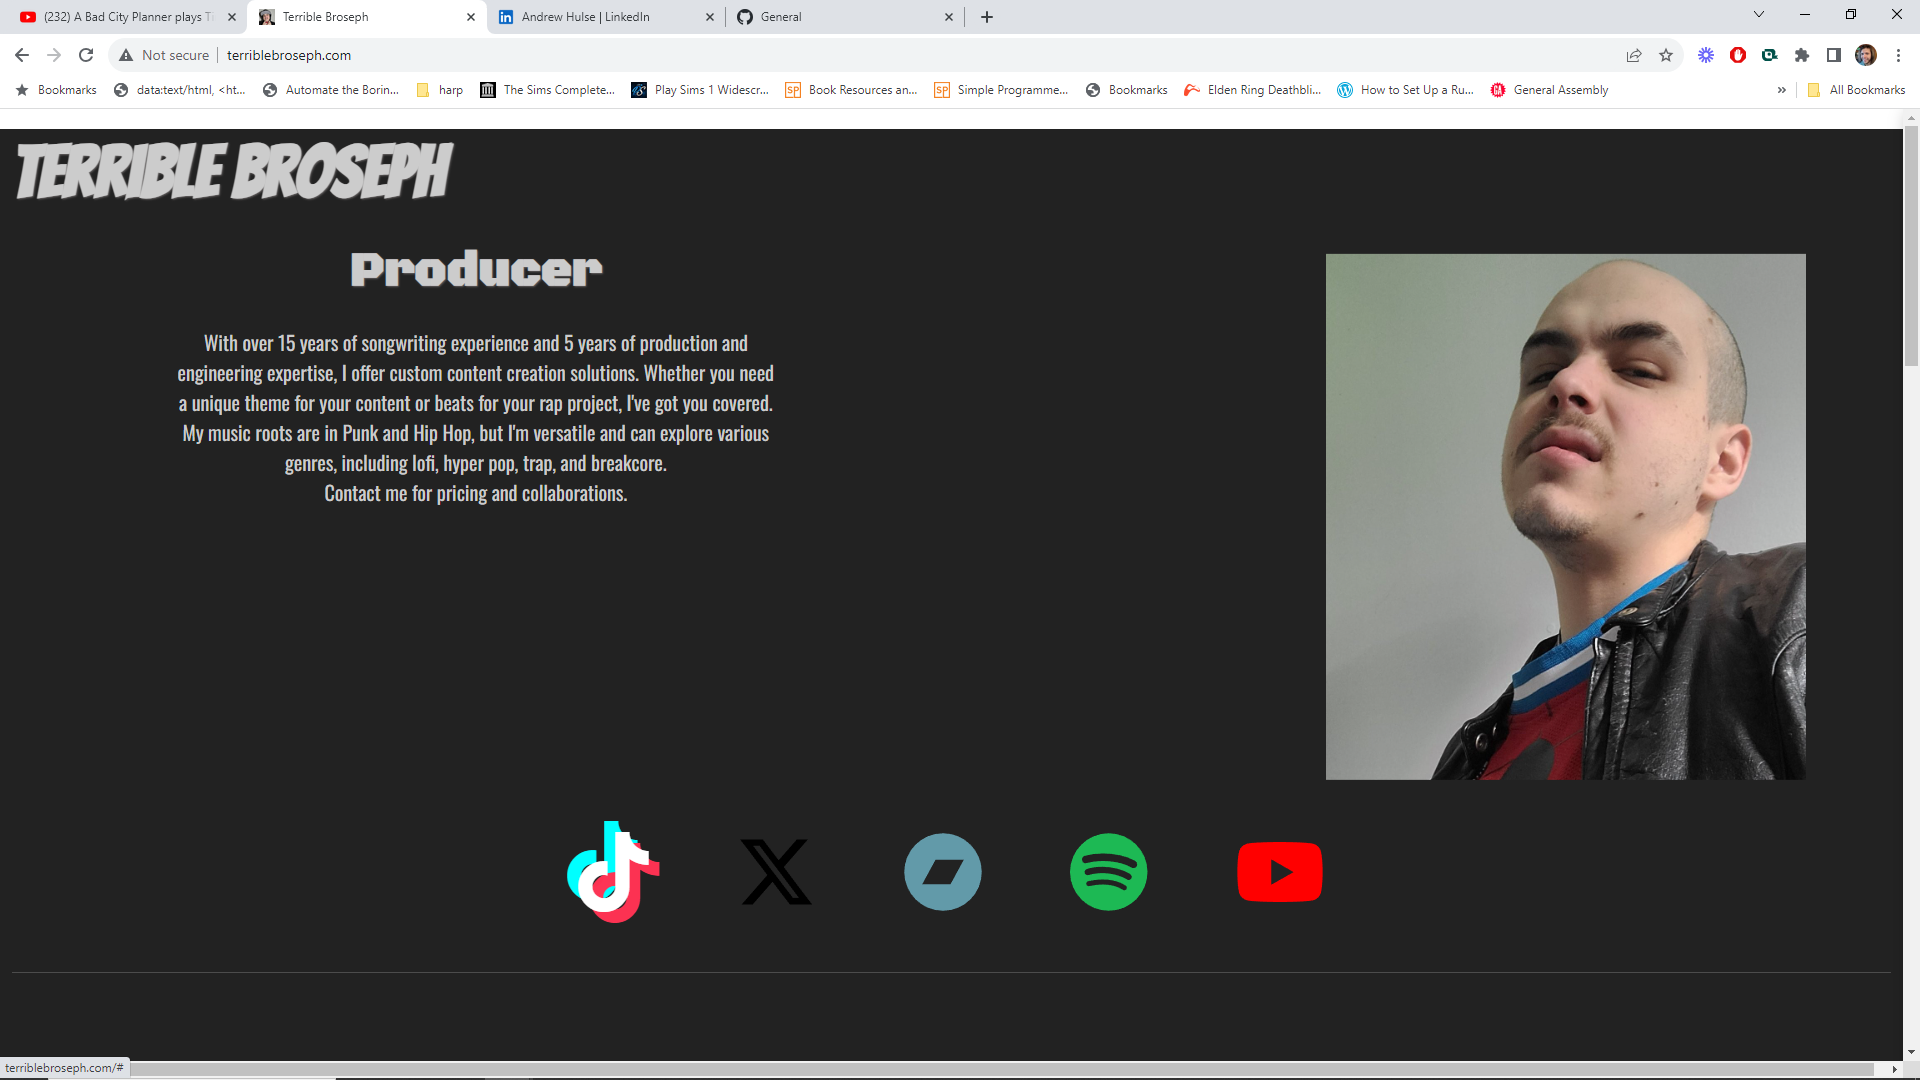 (232) A Bad City Planner plays Ti
Terrible Broseph
Andrew Hulse | LinkedIn
General
Not secure
terriblebroseph.com
Bookmarks
data:text/html, <ht...
Automate the Borin...
harp
The Sims Complete...
Play Sims 1 Widescr...
SP
Book Resources an...
SP
Simple Programme...
Bookmarks
Elden Ring Deathbli...
How to Set Up a Ru...
GA
General Assembly
»
All Bookmarks
TERRIBLE BROSEPH
Producer
With over 15 years of songwriting experience and 5 years of production and
engineering expertise, I offer custom content creation solutions. Whether you need
a unique theme for your content or beats for your rap project, I've got you covered.
My music roots are in Punk and Hip Hop, but I'm versatile and can explore various
genres, including lofi, hyper pop, trap, and breakcore.
Contact me for pricing and collaborations.
terriblebroseph.com/#